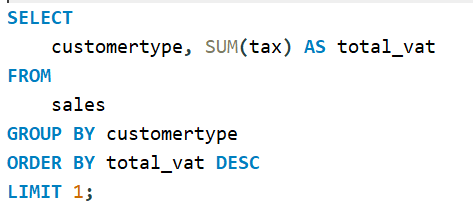 SELECT
    customertype, SUM(tax) AS total_vat
FROM
    sales
GROUP BY customertype
ORDER BY total_vat DESC
LIMIT 1;